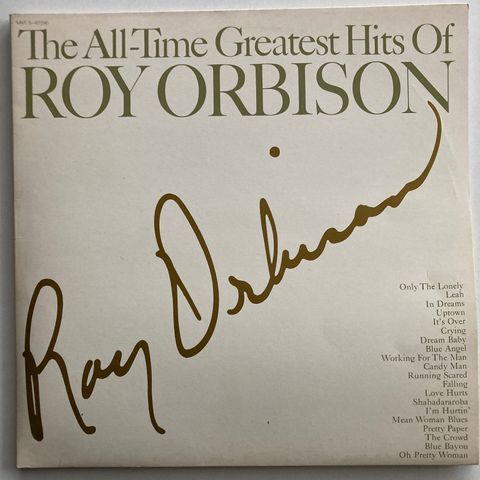 The All-Time Greatest Hits Of
ROY ORBISON
Roy Orbison
Only The Lonely
Leah
In Dreams
Uptown
It's Over
Crying
Dream Baby
Blue Angel
Working For The Man
Candy Man
Running Scared
Falling
Love Hurts
Shahadararoba
I'm Hurtin'
Mean Woman Blues
Pretty Paper
The Crowd
Blue Bayou
Oh Pretty Woman